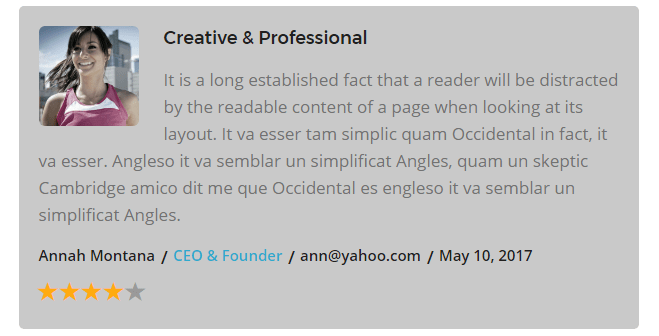 Creative & Professional
It is a long established fact that a reader will be distracted
by the readable content of a page when looking at its
layout. It va esser tam simplic quam Occidental in fact, it
va esser. Angleso it va semblar un simplificat Angles, quam un skeptic
Cambridge amico dit me que Occidental es engleso it va semblar un
simplificat Angles.
Annah Montana / CEO & Founder / ann@yahoo.com / May 10, 2017